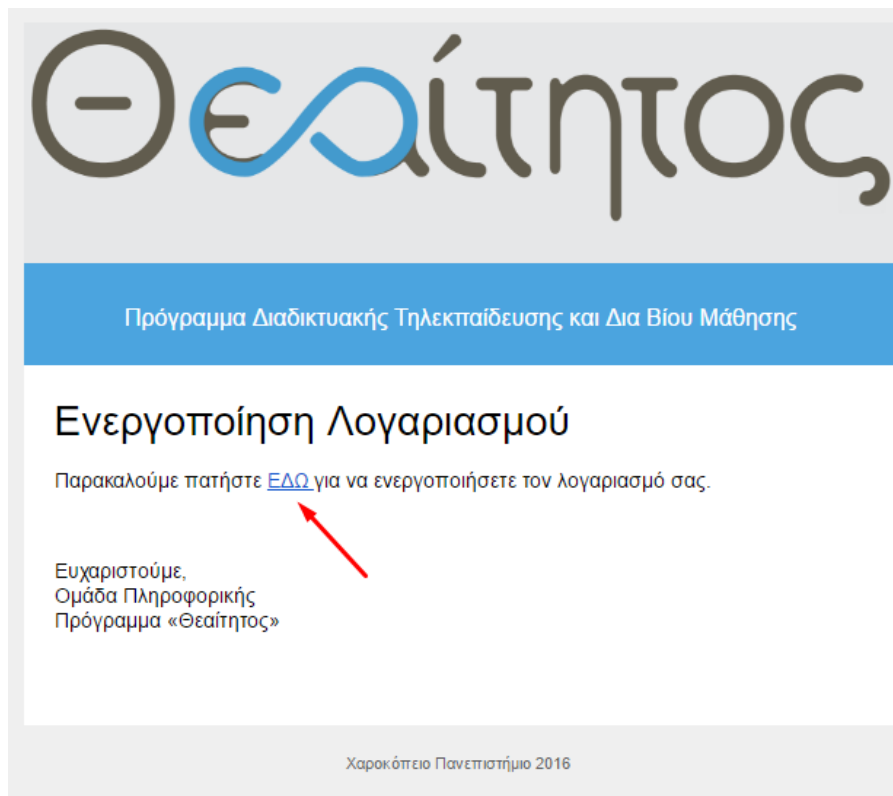 Θεαίτητος
Πρόγραμμα Διαδικτυακής Τηλεκπαίδευσης και Δια Βίου Μάθησης
Ενεργοποίηση Λογαριασμού
Παρακαλούμε πατήστε ΕΔΩ για να ενεργοποιήσετε τον λογαριασμό σας.
Ευχαριστούμε,
Ομάδα Πληροφορικής
Πρόγραμμα «Θεαίτητος»
Χαροκόπειο Πανεπιστήμιο 2016